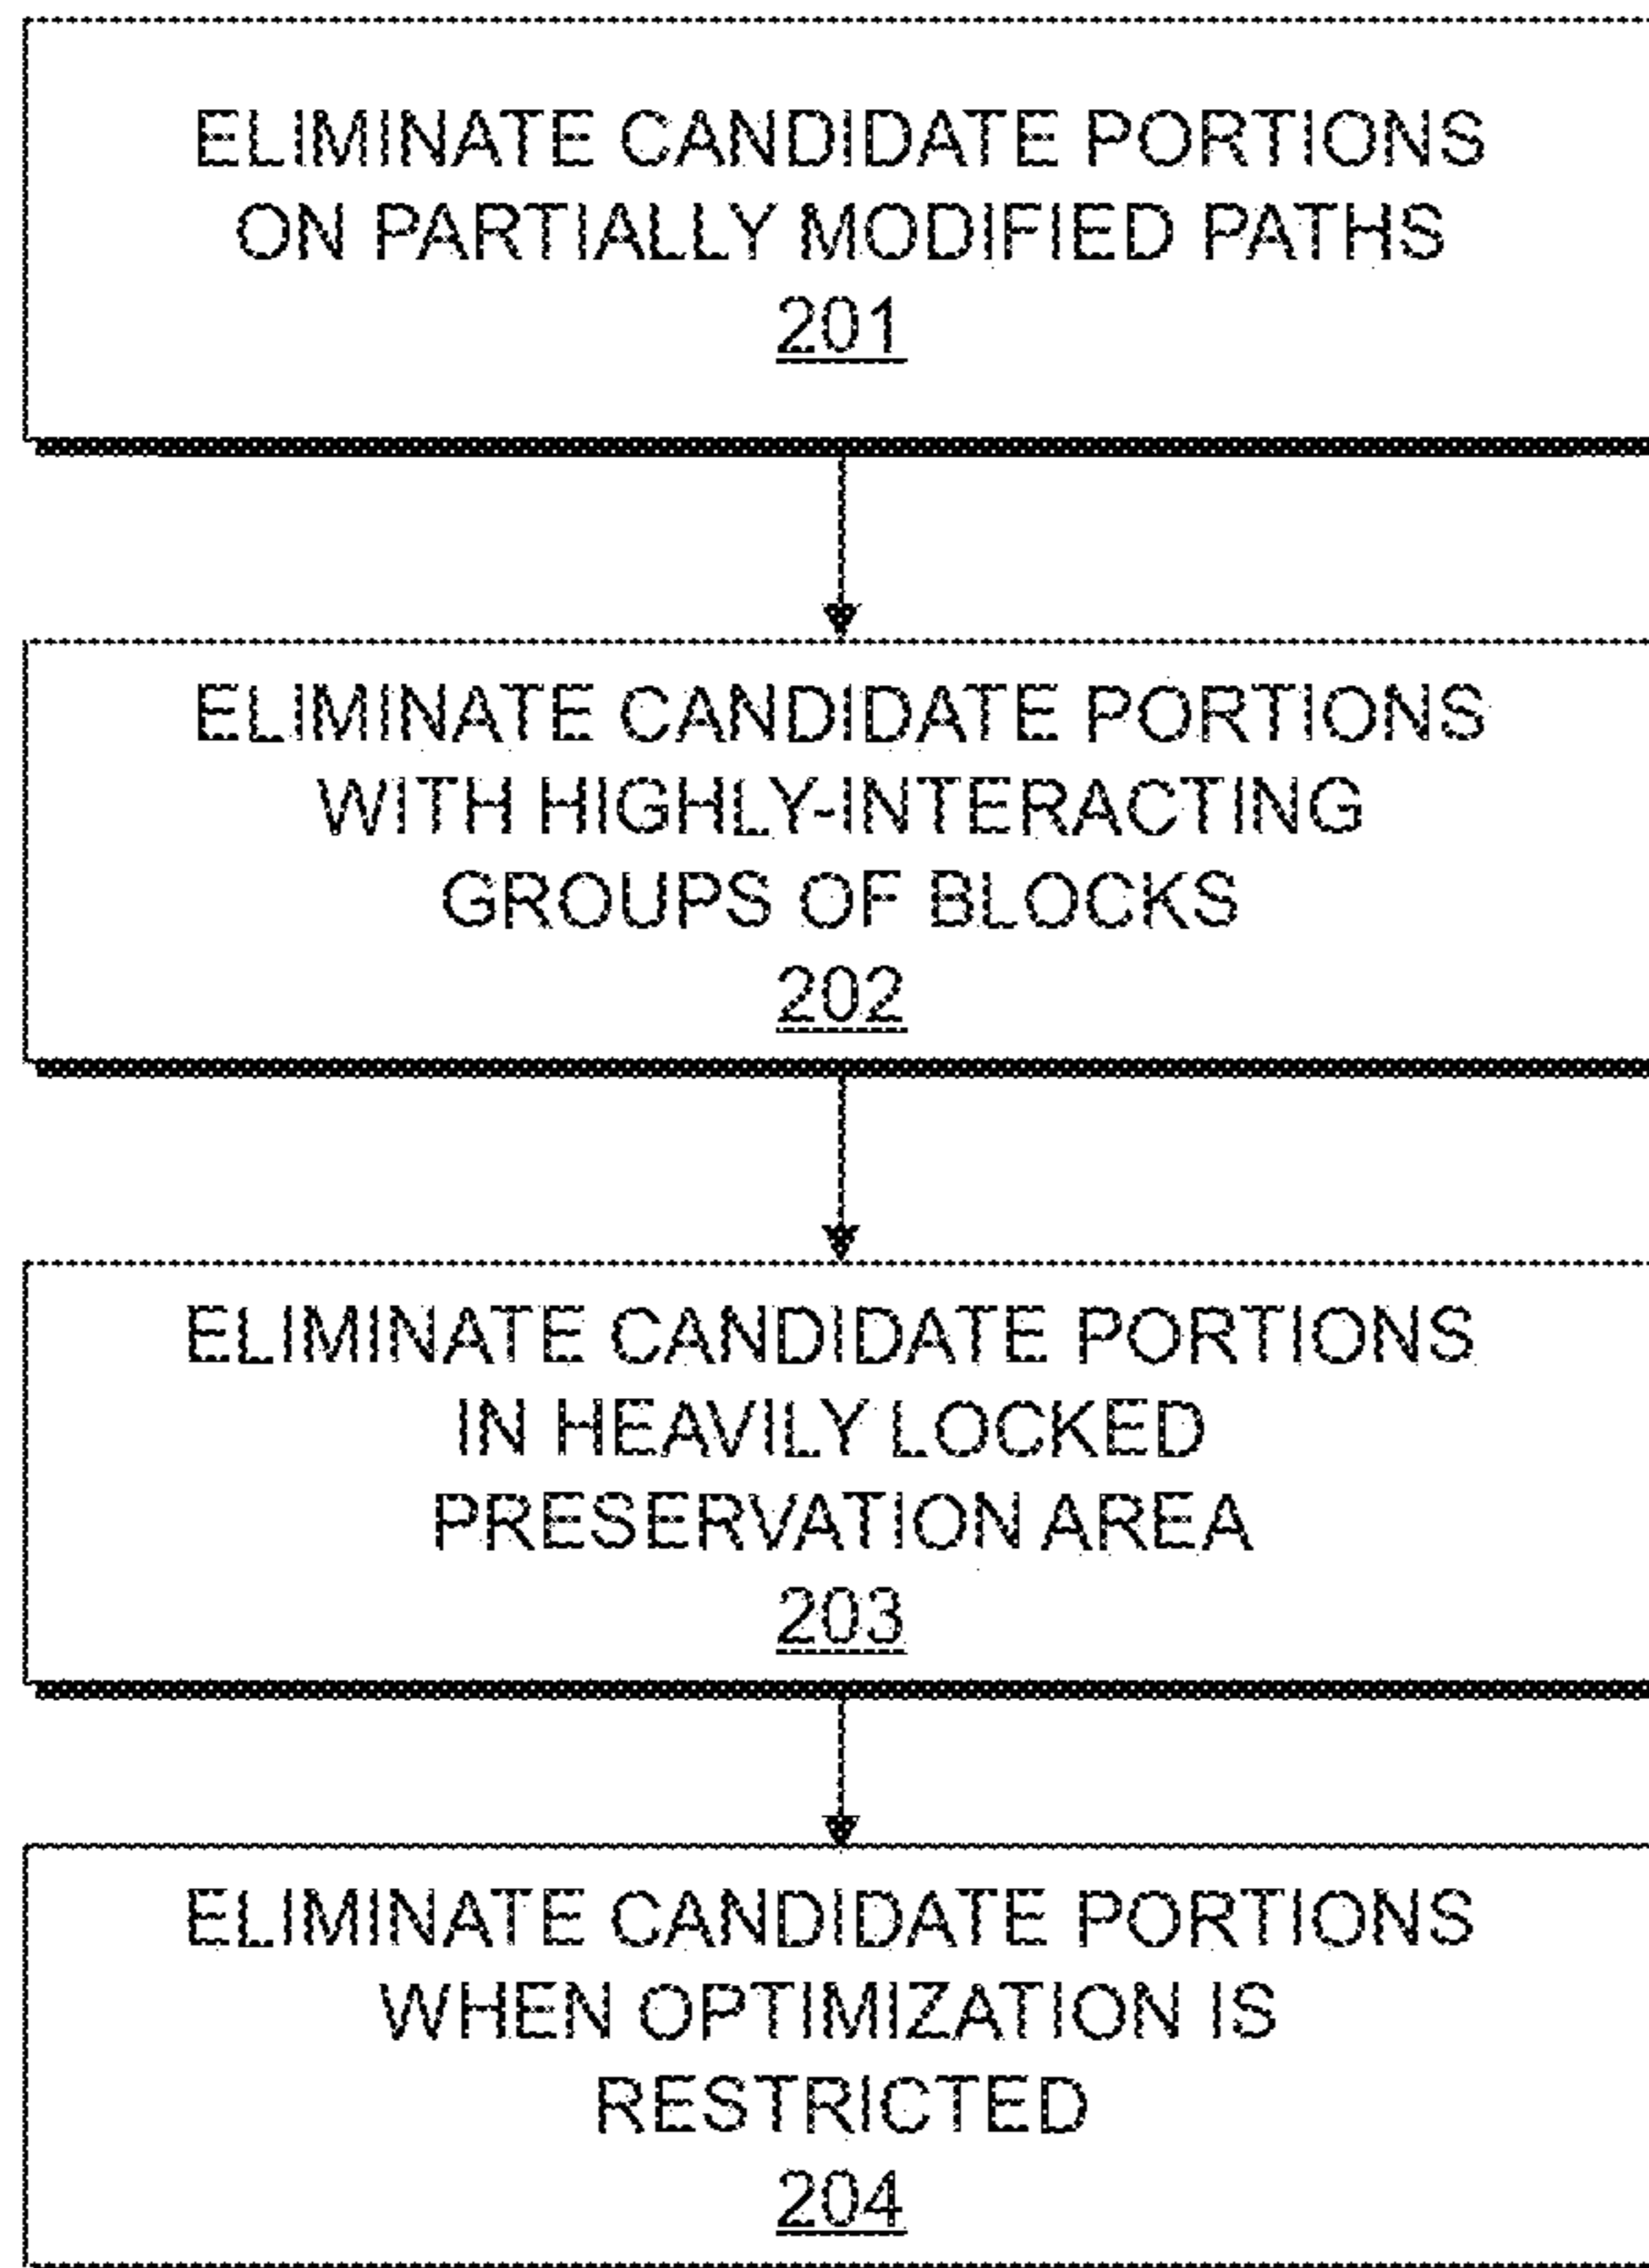 ELIMINATE CANDIDATE PORTIONS
ON PARTIALLY MODIFIED PATHS
201
ELIMINATE CANDIDATE PORTIONS
WITH HIGHLY-INTERACTING
GROUPS OF BLOCKS
202
ELIMINATE CANDIDATE PORTIONS
IN HEAVILY LOCKED
PRESERVATION AREA
203
ELIMINATE CANDIDATE PORTIONS
WHEN OPTIMIZATION IS
RESTRICTED
204